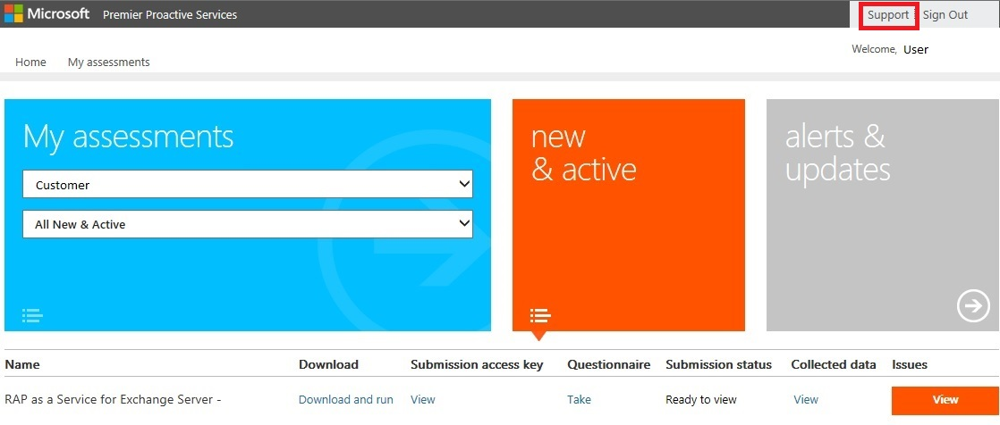 Microsoft Premier Proactive Services Support Sign Out
Welcome, User
Home My assessments
My assessments
Customer
All New & Active
new
& active
alerts &
updates
Name Download Submission access key Questionnaire Submission status Collected data Issues
RAP as a Service for Exchange Server - Download and run View Take Ready to view View View